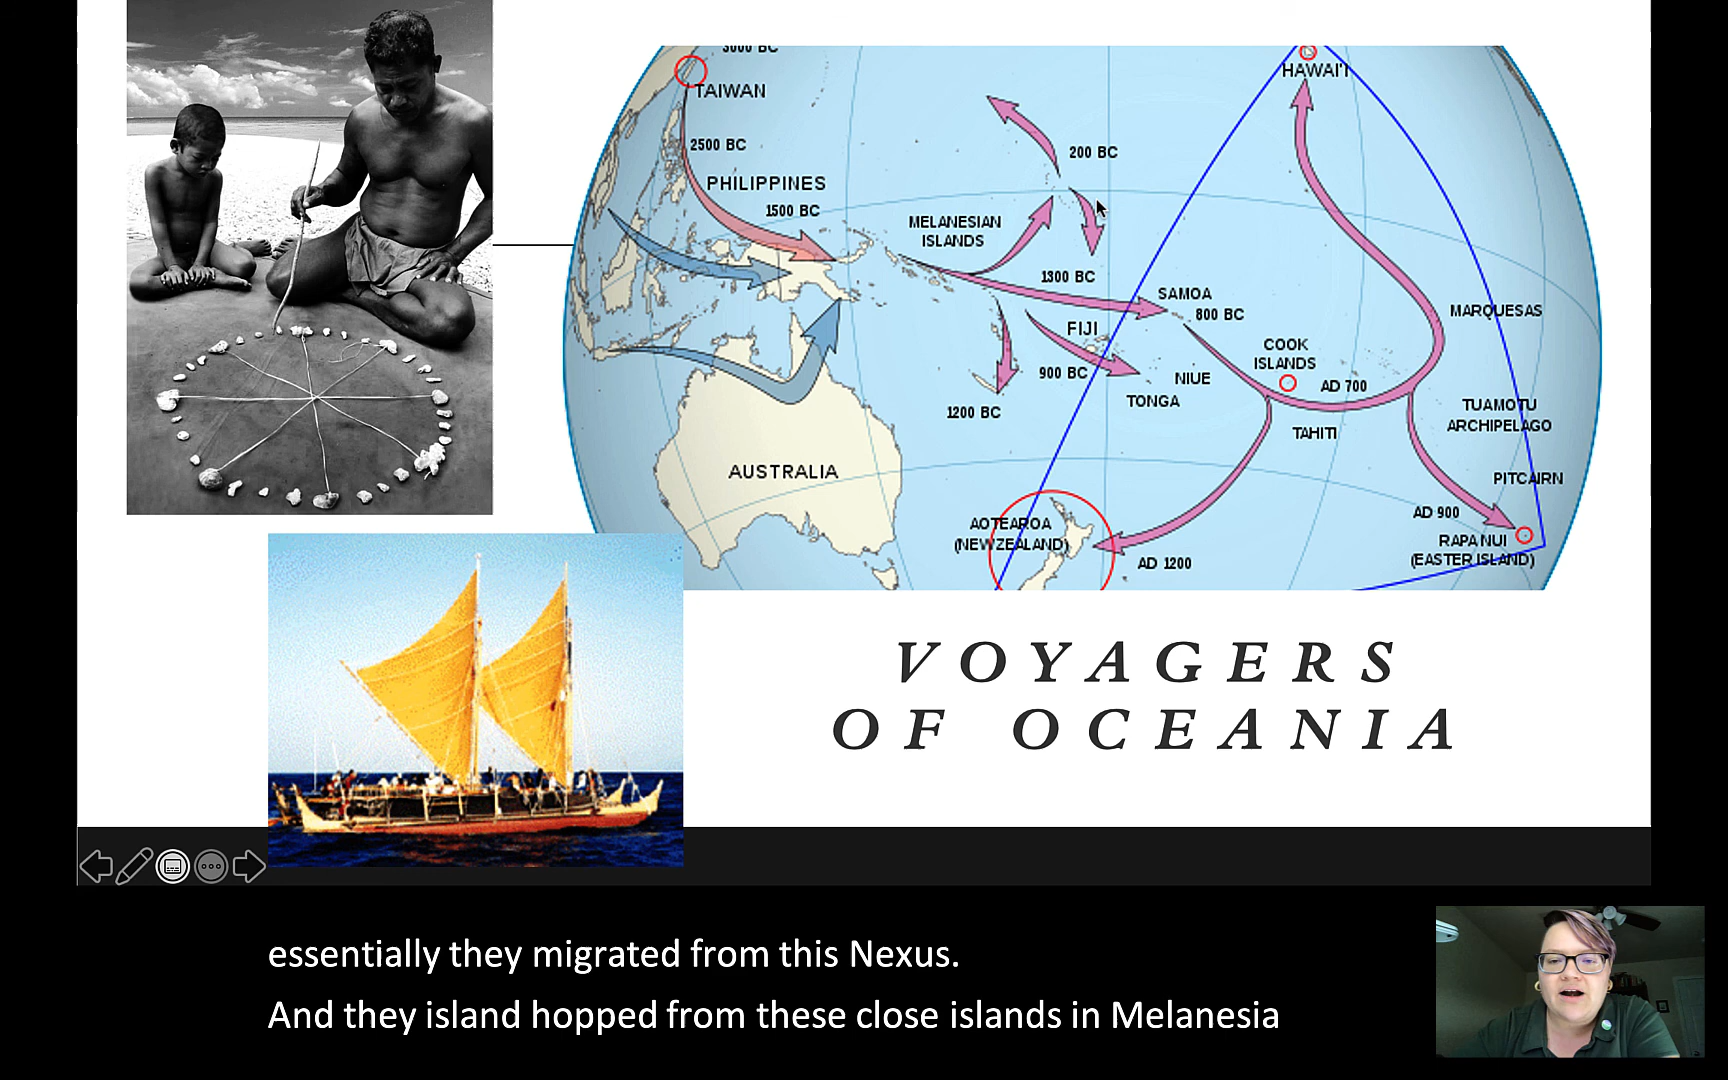 3000 BC
TAIWAN
2500 BC
PHILIPPINES
1500 BC
MELANESIAN
ISLANDS
200 BC
1300 BC
HAWAI'I
SAMOA
800 BC
FIJI
900 BC
NIUE
TONGA
1200 BC
COOK
ISLANDS
AD 700
TAHITI
MARQUESAS
TUAMOTU
ARCHIPELAGO
PITCAIRN
AD 900
RAPA NUI
(EASTER ISLAND)
AUSTRALIA
AOTEAROA
(NEW ZEALAND)
AD 1200
VOYAGERS
OF OCEANIA
essentially they migrated from this Nexus.
And they island hopped from these close islands in Melanesia